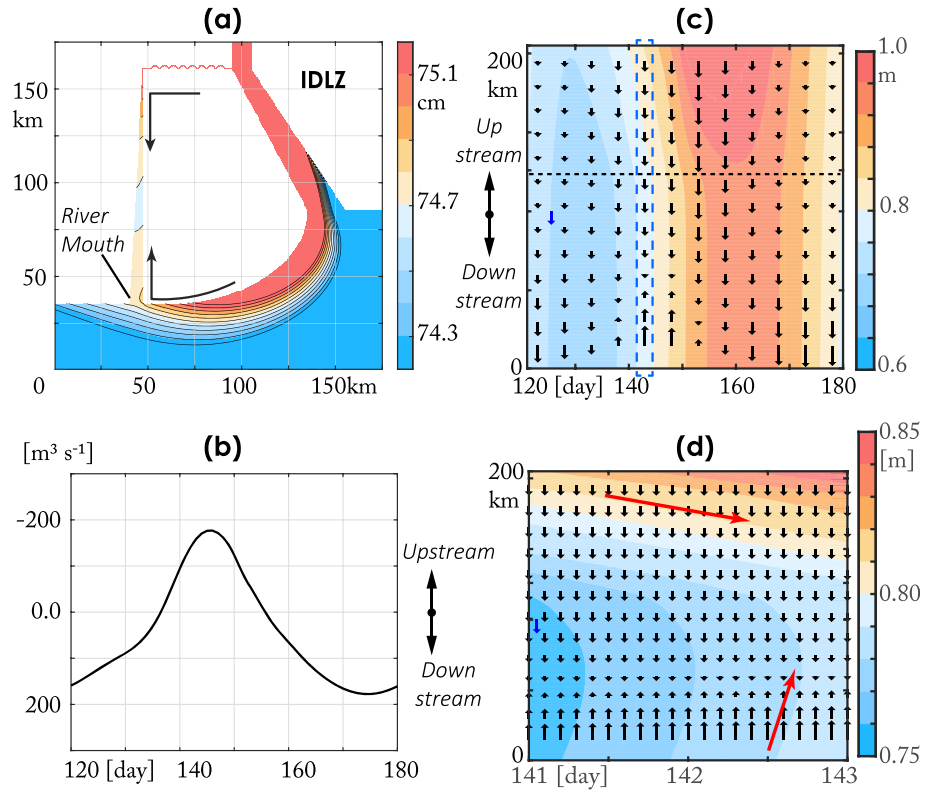 (a)
IDLZ
150
km
100
50
0
50
100
150km
River
Mouth
75.1
cm
74.7
74.3
(c)
200
km
Up
stream
Down
stream
0
120 [day]
140
160
180
1.0
m
0.8
0.6
(b)
[m³ s⁻¹]
-200
0.0
200
120 [day]
140
160
180
Upstream
Down
stream
(d)
200
km
0
141 [day]
142
143
0.85
[m]
0.80
0.75